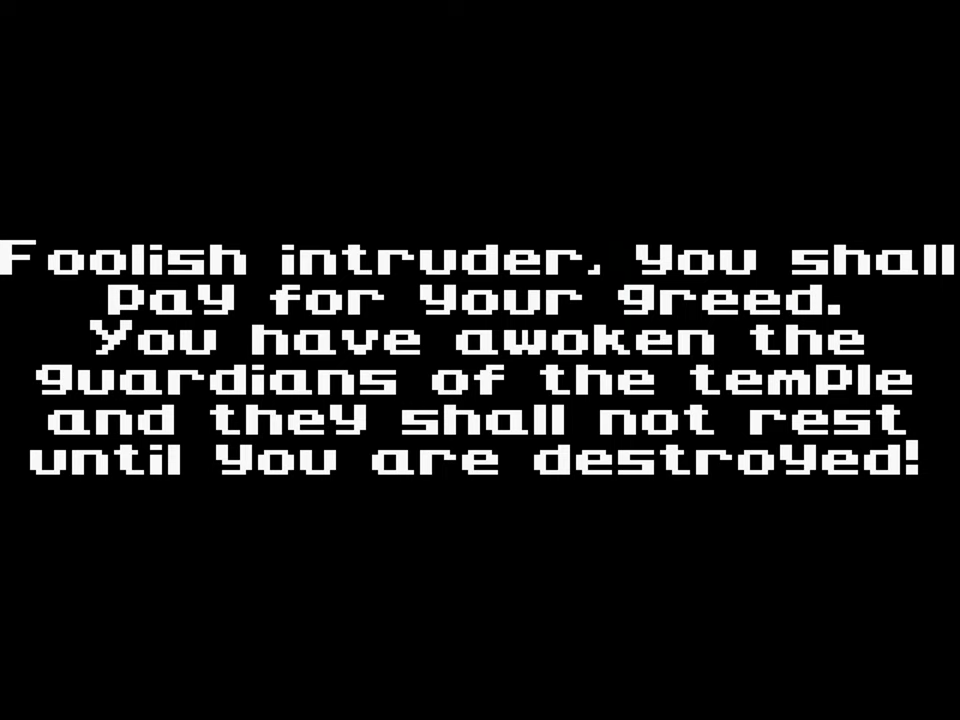 Foolish intruder. You shall
pay for your greed.
You have awoken the
guardians of the temple
and they shall not rest
until you are destroyed!